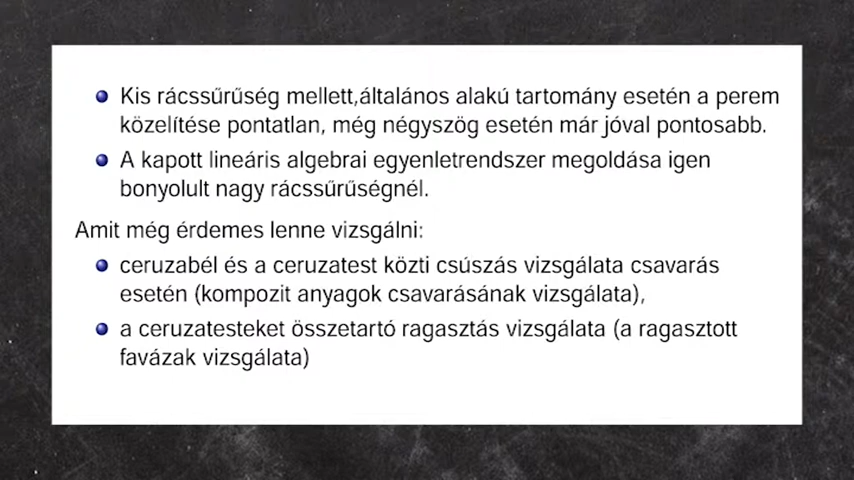 Kis rácssűrűség mellett,általános alakú tartomány esetén a perem
közelítése pontatlan, még négyszög esetén már jóval pontosabb.
A kapott lineáris algebrai egyenletrendszer megoldása igen
bonyolult nagy rácssűrűségnél.
Amit még érdemes lenne vizsgálni:
ceruzabél és a ceruzatest közti csúszás vizsgálata csavarás
esetén (kompozit anyagok csavarásának vizsgálata),
a ceruzatesteket összetartó ragasztás vizsgálata (a ragasztott
favázak vizsgálata)